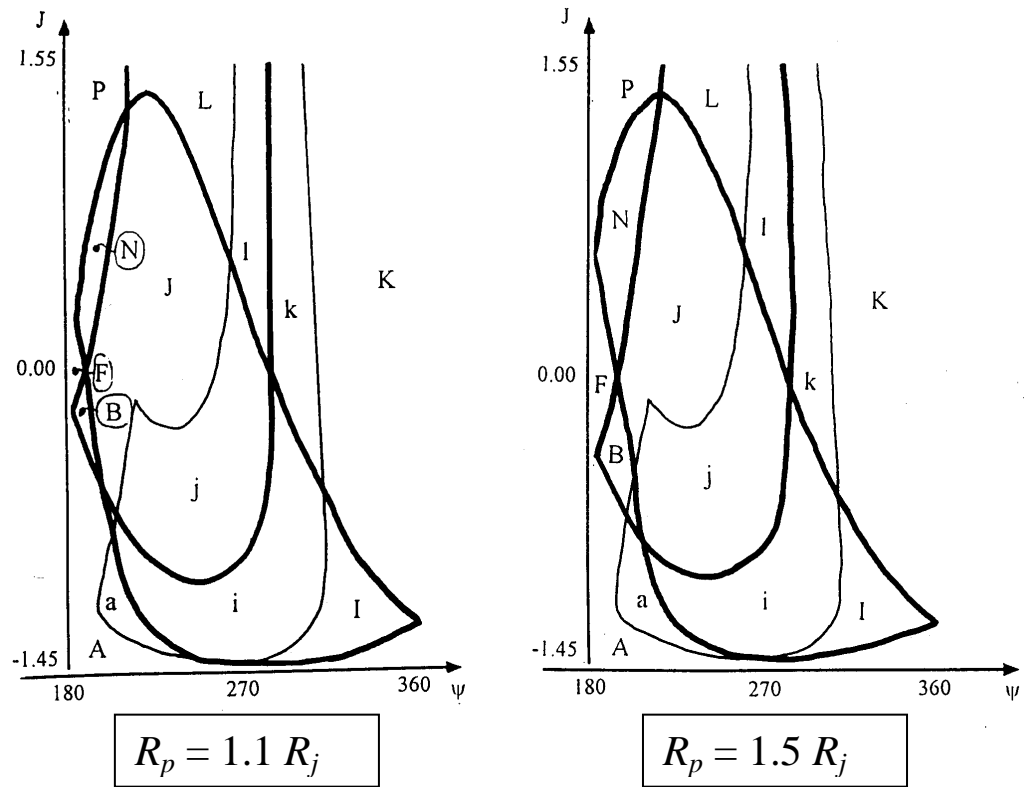 J
1.55
P
L
N
l
J
K
k
0.00
F
B
j
a
i
I
A
-1.45
180
270
360
ψ
R_p = 1.1 R_j
J
1.55
P
L
N
l
K
J
0.00
F
k
B
j
a
i
I
A
-1.45
180
270
360
ψ
R_p = 1.5 R_j